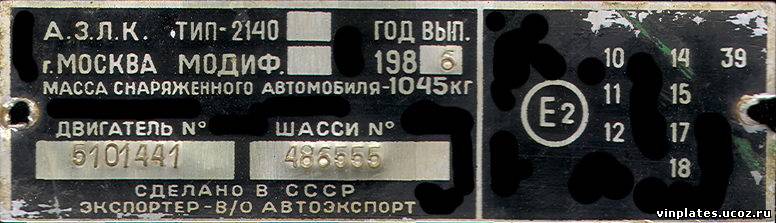 А.З.Л.К. ТИП-2140 ГОД ВЫП.
г.МОСКВА МОДИФ. 198 6
МАССА СНАРЯЖЕННОГО АВТОМОБИЛЯ-1045КГ
ДВИГАТЕЛЬ № ШАССИ №
5101441 486555
СДЕЛАНО В СССР
ЭКСПОРТЕР-В/О АВТОЭКСПОРТ
E2
10 14 39
11 15
12 17
18
vinplates.ucoz.ru